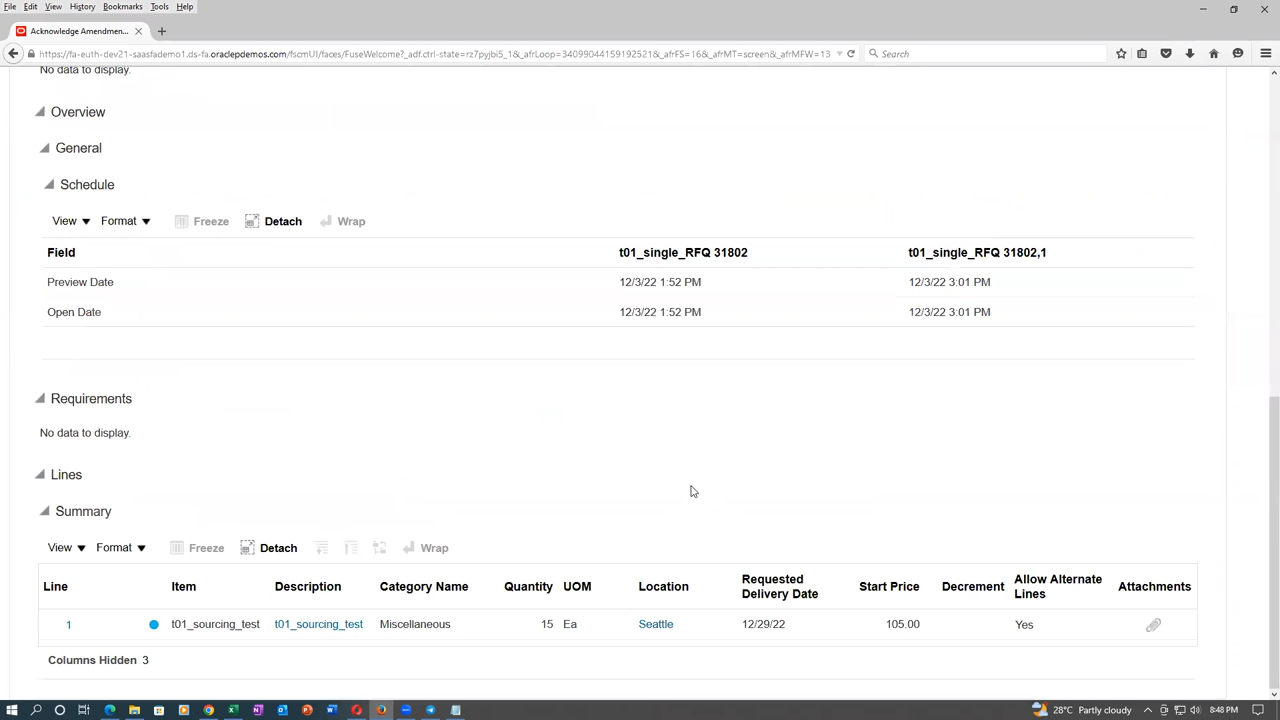 File Edit View History Bookmarks Tools Help
Acknowledge Amendmen...
https://fa-euth-dev21-saasfademo1.ds-fa.oraclepdemos.com/fscmUI/faces/FuseWelcome?_adf.ctrl-state=rz7pyjbi5_1&_afrLoop=34099044159192521&_afrFS=16&_afrMT=screen&_afrMFW=13
Search
No data to display.
Overview
General
Schedule
View Format Freeze Detach Wrap
Field t01_single_RFQ 31802 t01_single_RFQ 31802,1
Preview Date 12/3/22 1:52 PM 12/3/22 3:01 PM
Open Date 12/3/22 1:52 PM 12/3/22 3:01 PM
Requirements
No data to display.
Lines
Summary
View Format Freeze Detach Wrap
Line Item Description Category Name Quantity UOM Location Requested Delivery Date Start Price Decrement Allow Alternate Lines Attachments
1 t01_sourcing_test t01_sourcing_test Miscellaneous 15 Ea Seattle 12/29/22 105.00 Yes
Columns Hidden 3
28°C Partly cloudy 8:48 PM